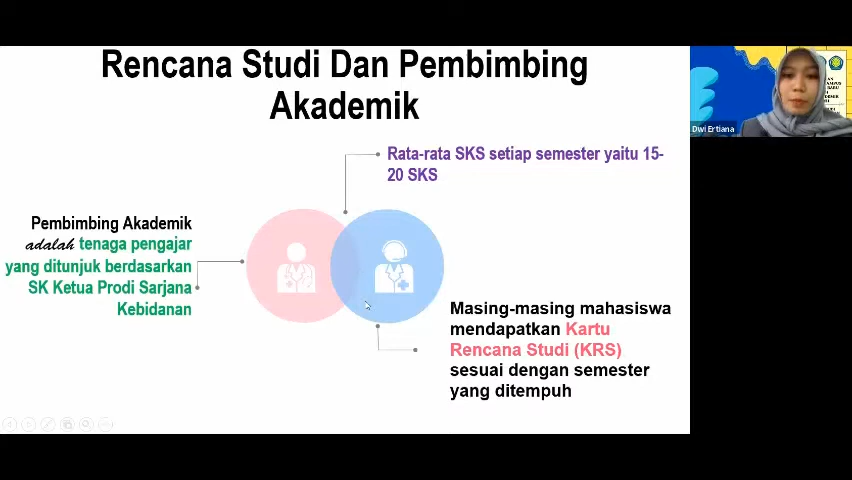 Rencana Studi Dan Pembimbing
Akademik
Rata-rata SKS setiap semester yaitu 15-
20 SKS
Pembimbing Akademik
adalah tenaga pengajar
yang ditunjuk berdasarkan
SK Ketua Prodi Sarjana
Kebidanan
Masing-masing mahasiswa
mendapatkan Kartu
Rencana Studi (KRS)
sesuai dengan semester
yang ditempuh
Dwi Ertiana